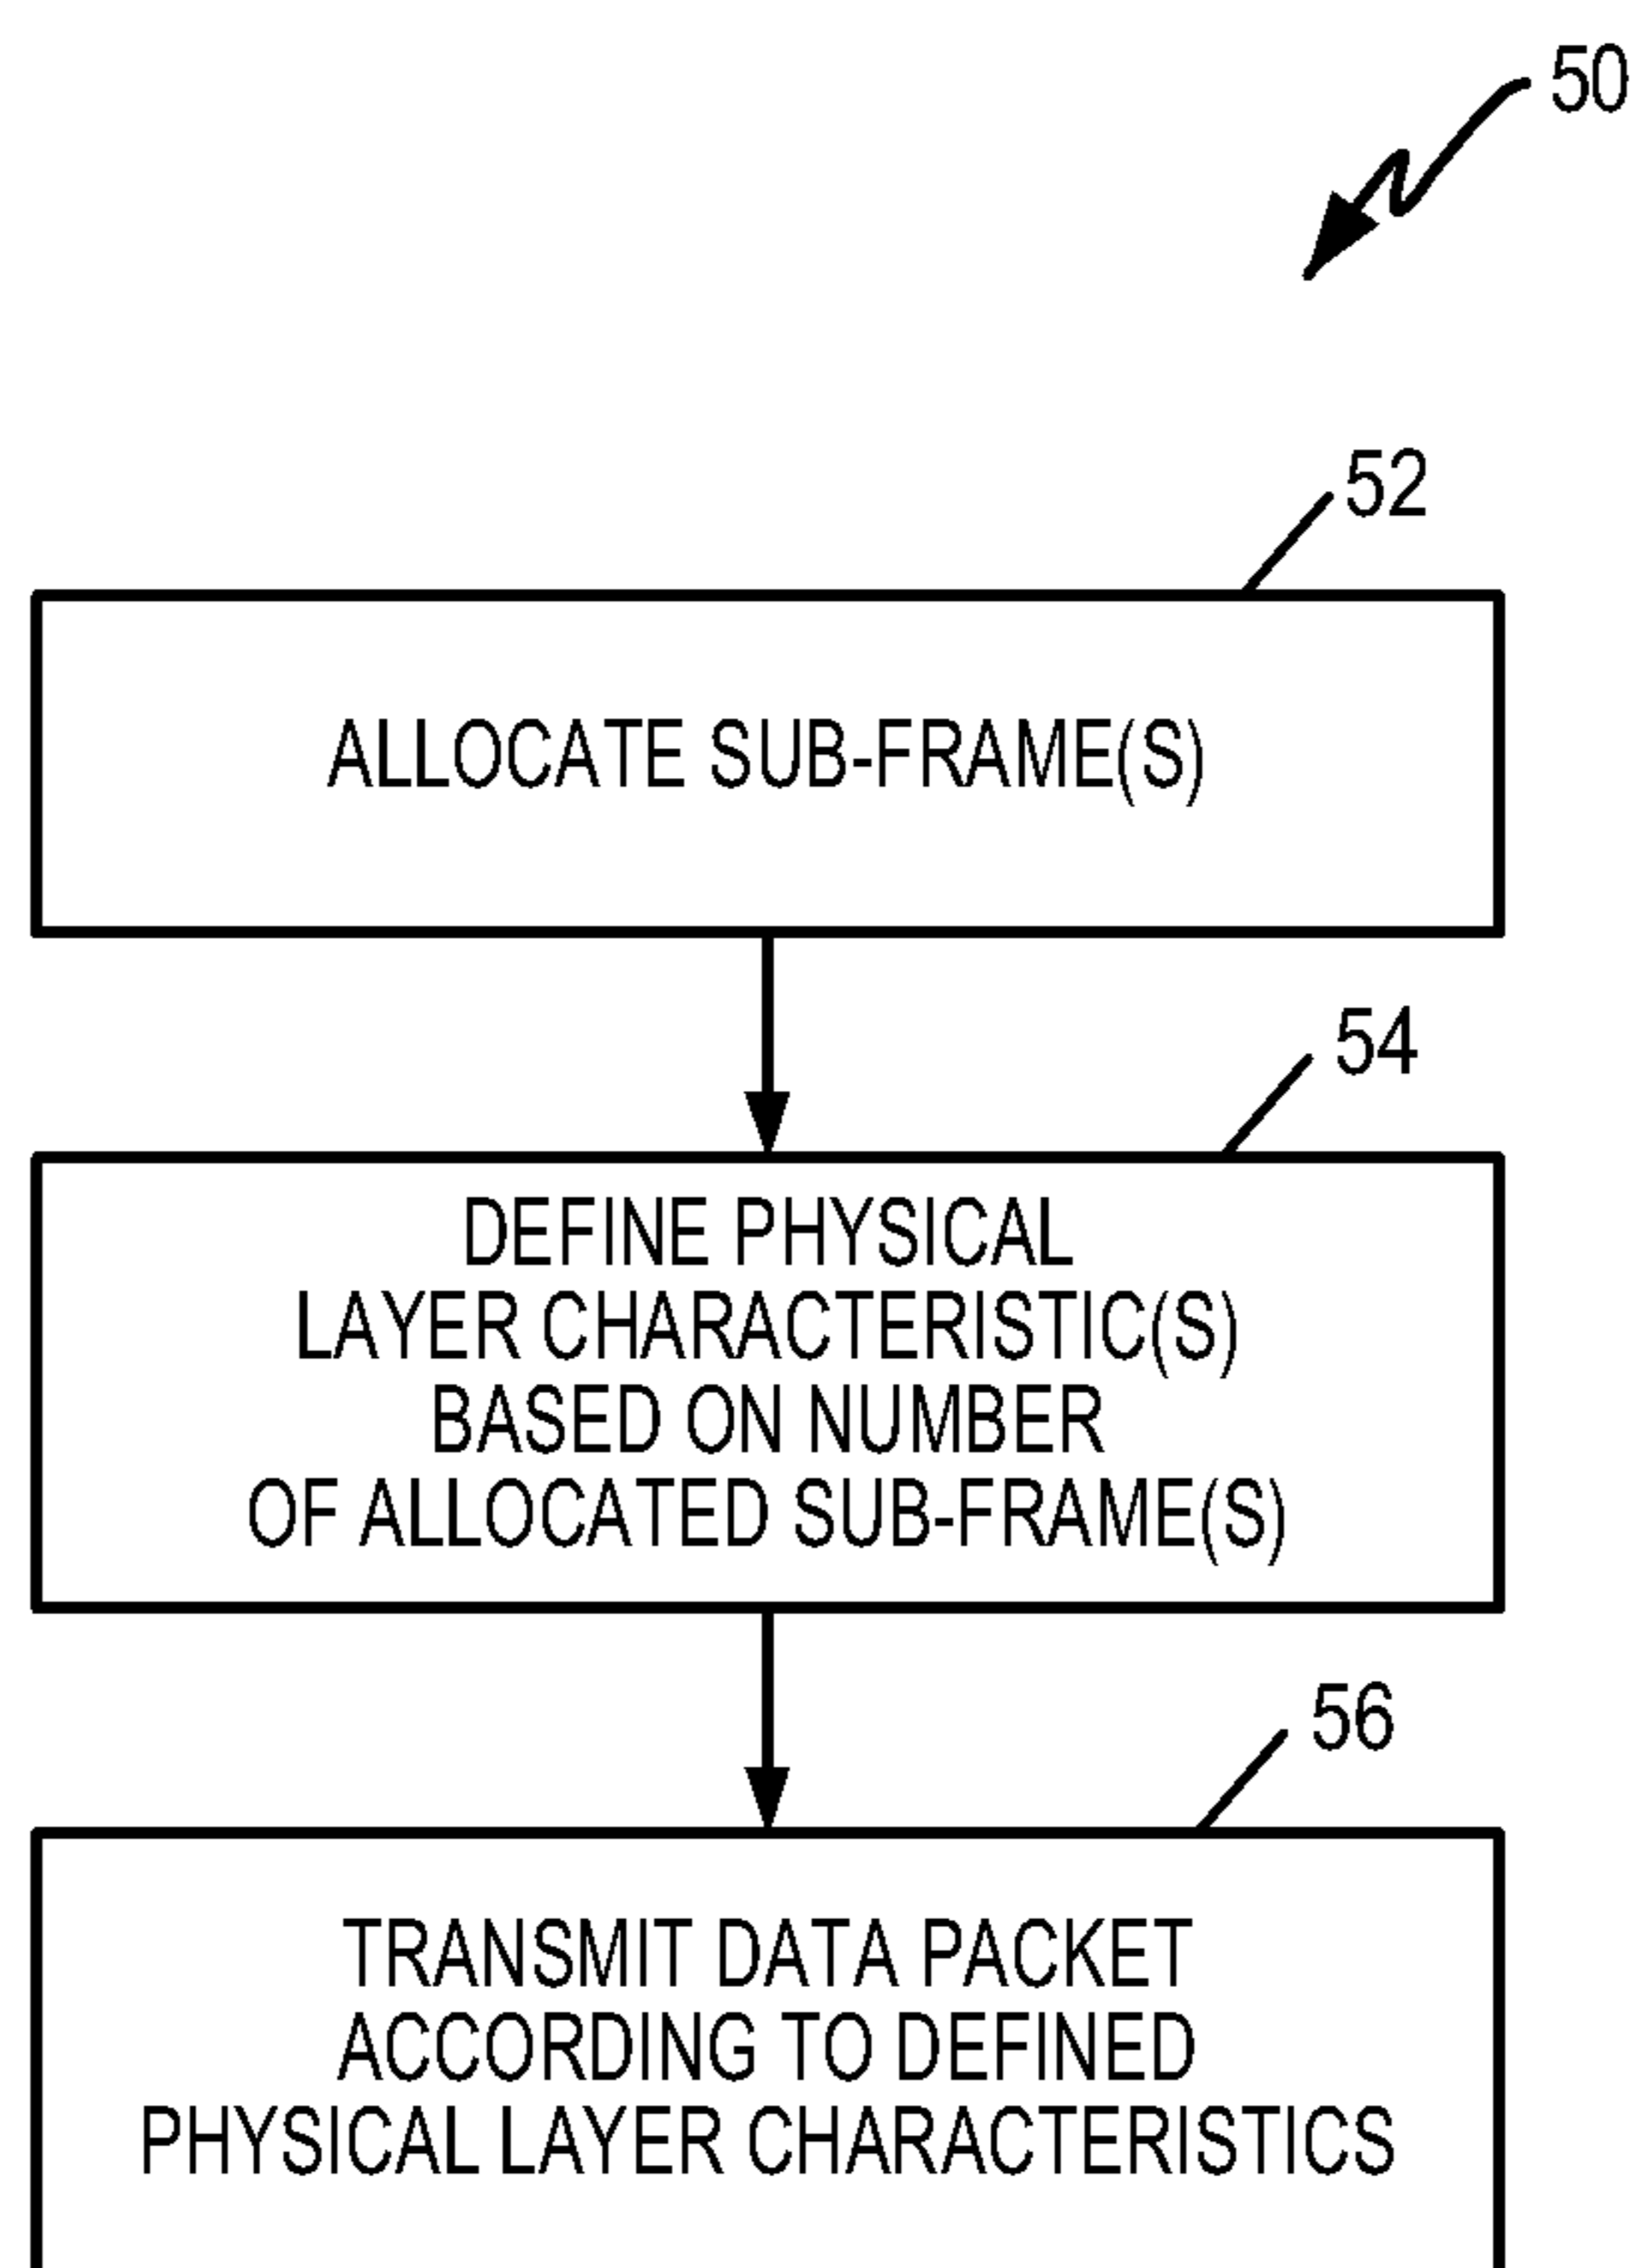 50
52
ALLOCATE SUB-FRAME(S)
54
DEFINE PHYSICAL
LAYER CHARACTERISTIC(S)
BASED ON NUMBER
OF ALLOCATED SUB-FRAME(S)
56
TRANSMIT DATA PACKET
ACCORDING TO DEFINED
PHYSICAL LAYER CHARACTERISTICS